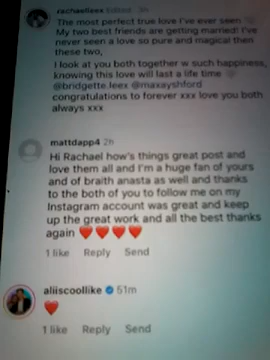 rachaelleex Edited · 3h
The most perfect true love I've ever seen 🤍
My two best friends are getting married! I've
never seen a love so pure and magical then
these two,
I look at you both together w such happiness,
knowing this love will last a life time 🤍
@bridgette.leex @maxayshford
congratulations to forever xxx love you both
always xxx
mattdapp4 2h
Hi Rachael how's things great post and
love them all and I'm a huge fan of yours
and of braith anasta as well and thanks
to the both of you to follow me on my
Instagram account was great and keep
up the great work and all the best thanks
again ❤️❤️❤️❤️
1 like Reply Send
aliiscoollike 51m
❤️
1 like Reply Send